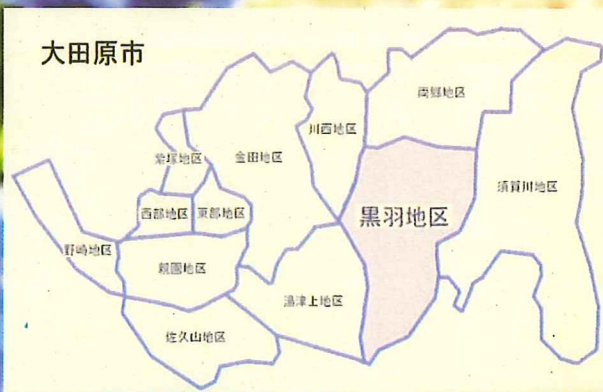 大田原市
両郷地区
川西地区
紫塚地区
金田地区
須賀川地区
西部地区
東部地区
黒羽地区
野崎地区
親園地区
湯津上地区
佐久山地区